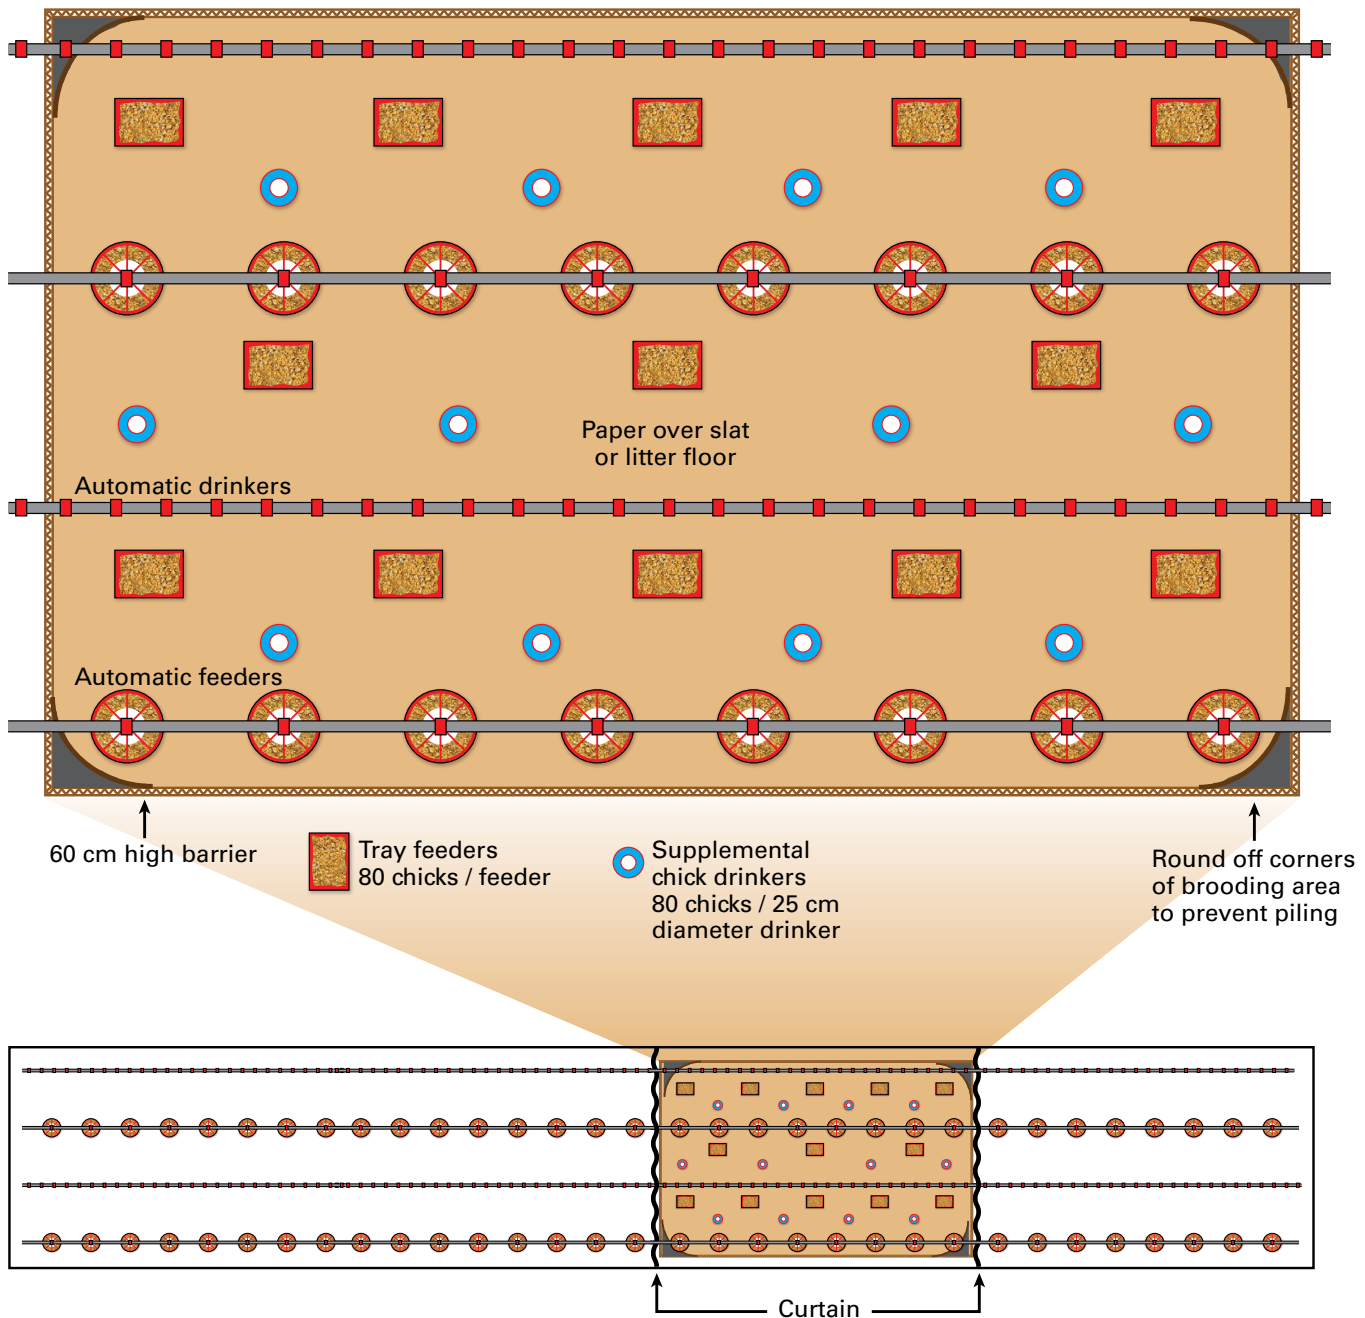 Paper over slat
or litter floor
Automatic drinkers
Automatic feeders
60 cm high barrier
Tray feeders
80 chicks / feeder
Supplemental
chick drinkers
80 chicks / 25 cm
diameter drinker
Round off corners
of brooding area
to prevent piling
Curtain